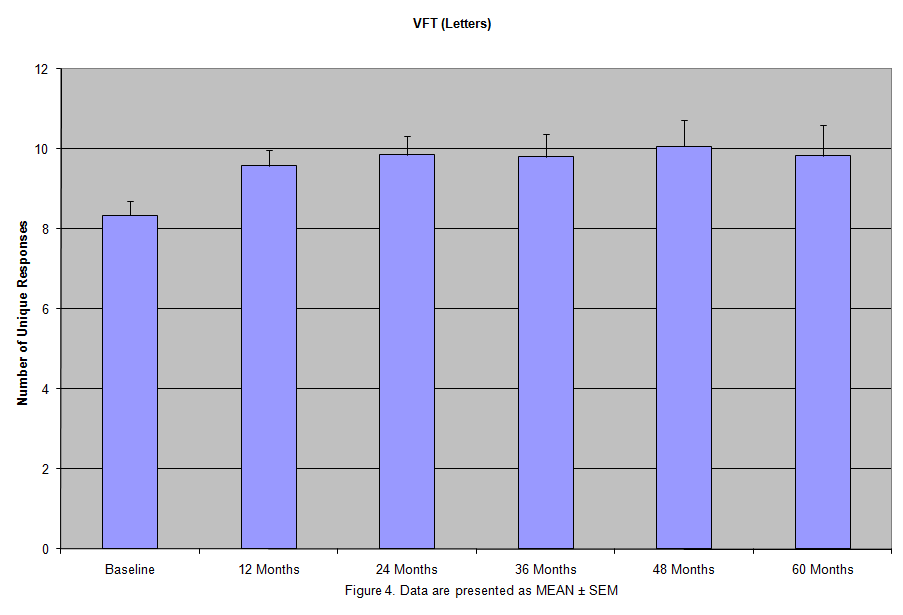 VFT (Letters)
12
10
8
6
4
2
0
Number of Unique Responses
Baseline
12 Months
24 Months
36 Months
48 Months
60 Months
Figure 4. Data are presented as MEAN ± SEM